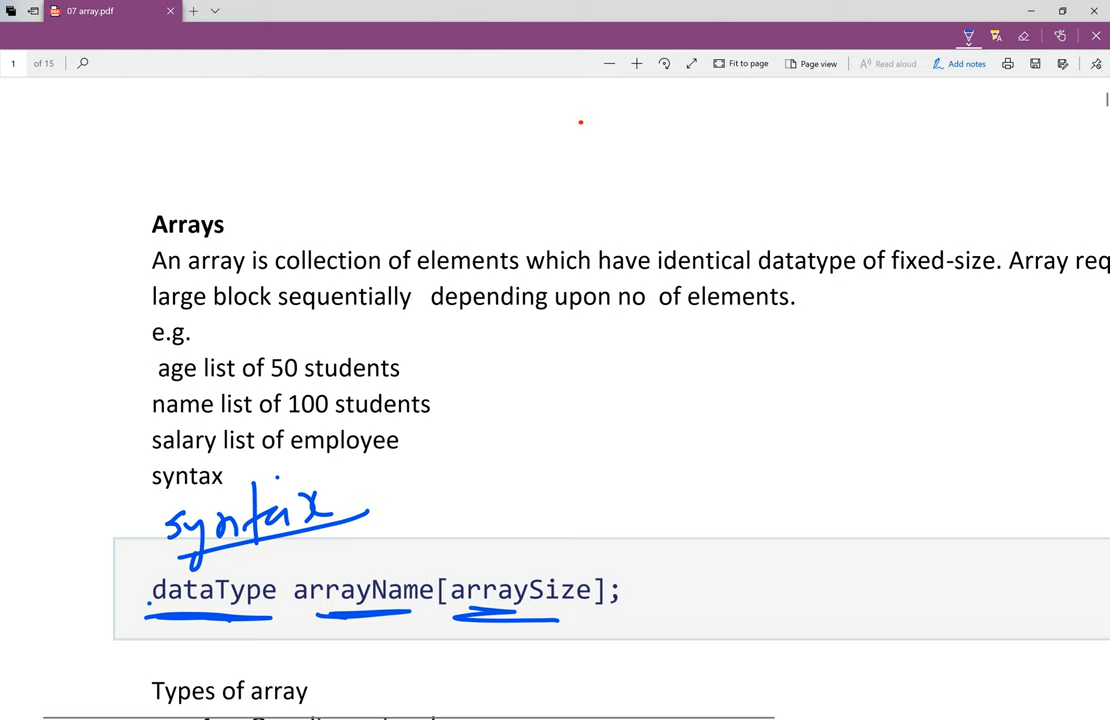 07 array.pdf
1 of 15
Fit to page
Page view
Read aloud
Add notes
Arrays
An array is collection of elements which have identical datatype of fixed-size. Array req
large block sequentially depending upon no of elements.
e.g.
age list of 50 students
name list of 100 students
salary list of employee
syntax
syntax
dataType arrayName[arraySize];
Types of array